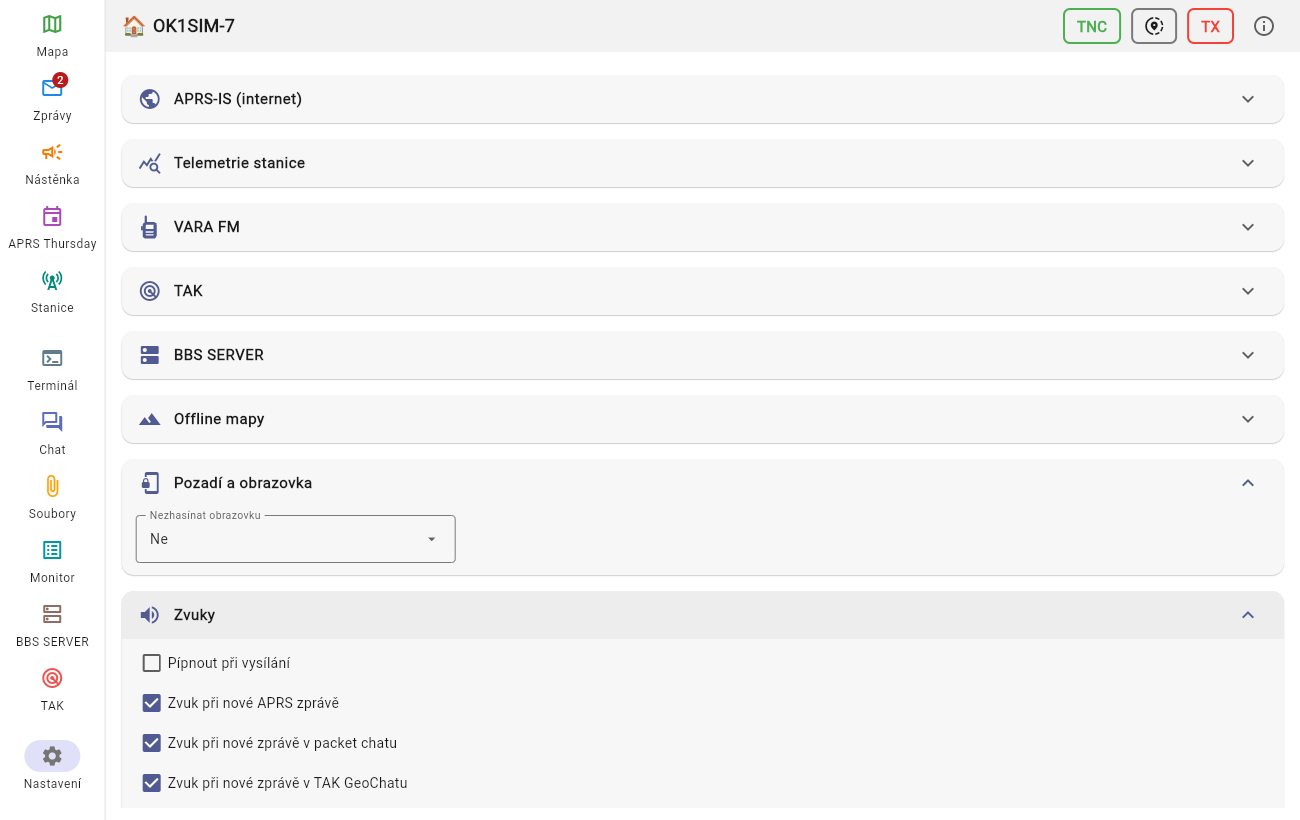 OK1SIM-7
TNC
TX
Mapa
2
Zprávy
Nástěnka
APRS Thursday
Stanice
Terminál
Chat
Soubory
Monitor
BBS SERVER
TAK
Nastavení
APRS-IS (internet)
Telemetrie stanice
VARA FM
TAK
BBS SERVER
Offline mapy
Pozadí a obrazovka
Nezhasínat obrazovku
Ne
Zvuky
Pípnout při vysílání
Zvuk při nové APRS zprávě
Zvuk při nové zprávě v packet chatu
Zvuk při nové zprávě v TAK GeoChatu